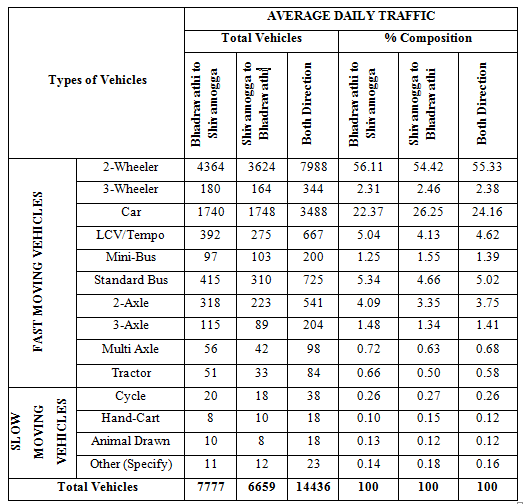 AVERAGE DAILY TRAFFIC
Types of Vehicles
Total Vehicles % Composition
Bhadravathi to
Shivamogga
Shivamogga to
Bhadravathi
Both Direction
Bhadravathi to
Shivamogga
Shivamogga to
Bhadravathi
Both Direction
FAST MOVING VEHICLES
2-Wheeler 4364 3624 7988 56.11 54.42 55.33
3-Wheeler 180 164 344 2.31 2.46 2.38
Car 1740 1748 3488 22.37 26.25 24.16
LCV/Tempo 392 275 667 5.04 4.13 4.62
Mini-Bus 97 103 200 1.25 1.55 1.39
Standard Bus 415 310 725 5.34 4.66 5.02
2-Axle 318 223 541 4.09 3.35 3.75
3-Axle 115 89 204 1.48 1.34 1.41
Multi Axle 56 42 98 0.72 0.63 0.68
Tractor 51 33 84 0.66 0.50 0.58
SLOW
MOVING
VEHICLES
Cycle 20 18 38 0.26 0.27 0.26
Hand-Cart 8 10 18 0.10 0.15 0.12
Animal Drawn 10 8 18 0.13 0.12 0.12
Other (Specify) 11 12 23 0.14 0.18 0.16
Total Vehicles 7777 6659 14436 100 100 100